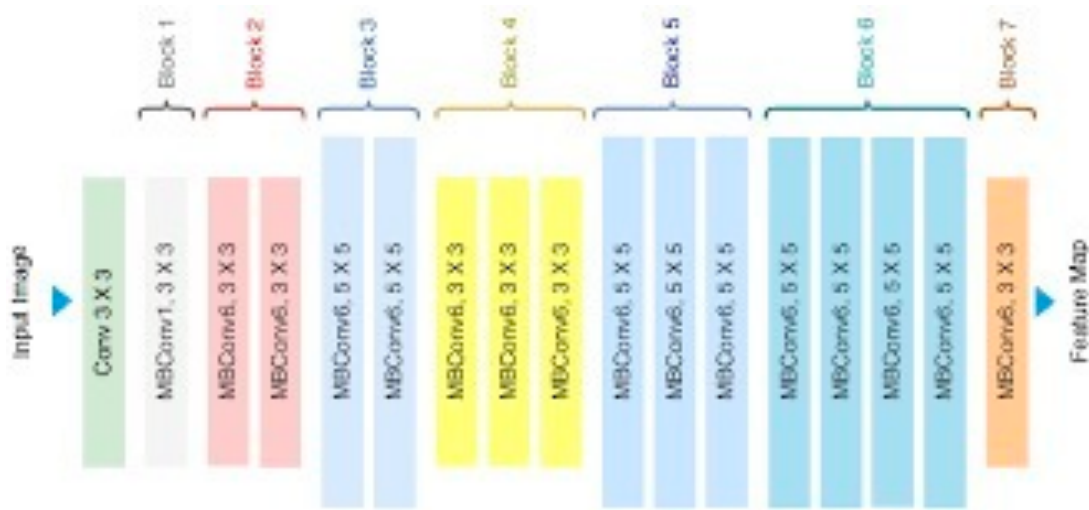 Input Image
Conv 3 X 3
Block 1
MBConv1, 3 X 3
Block 2
MBConv6, 3 X 3
MBConv6, 3 X 3
Block 3
MBConv6, 5 X 5
MBConv6, 5 X 5
Block 4
MBConv6, 3 X 3
MBConv6, 3 X 3
MBConv6, 3 X 3
Block 5
MBConv6, 5 X 5
MBConv6, 5 X 5
MBConv6, 5 X 5
Block 6
MBConv6, 5 X 5
MBConv6, 5 X 5
MBConv6, 5 X 5
MBConv6, 5 X 5
Block 7
MBConv6, 3 X 3
Feature Map